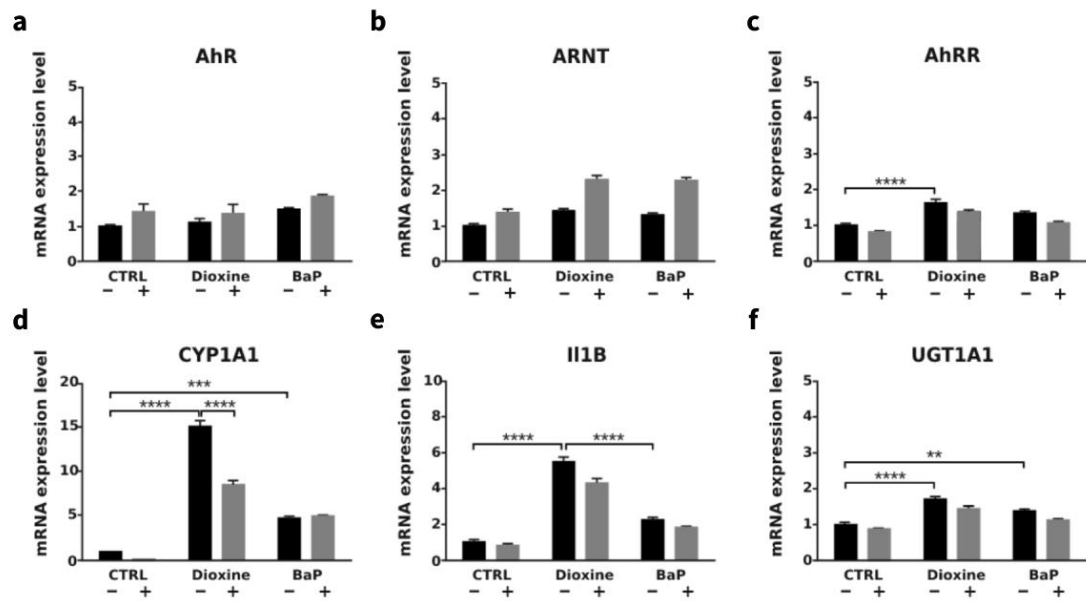 a
AhR
mRNA expression level
5
4
3
2
1
0
CTRL Dioxine BaP
− + − + − +
b
ARNT
mRNA expression level
5
4
3
2
1
0
CTRL Dioxine BaP
− + − + − +
c
AhRR
mRNA expression level
5
4
3
2
1
0
****
CTRL Dioxine BaP
− + − + − +
d
CYP1A1
mRNA expression level
20
15
10
5
0
***
**** ****
CTRL Dioxine BaP
− + − + − +
e
Il1B
mRNA expression level
10
8
6
4
2
0
**** ****
CTRL Dioxine BaP
− + − + − +
f
UGT1A1
mRNA expression level
5
4
3
2
1
0
**
****
CTRL Dioxine BaP
− + − + − +